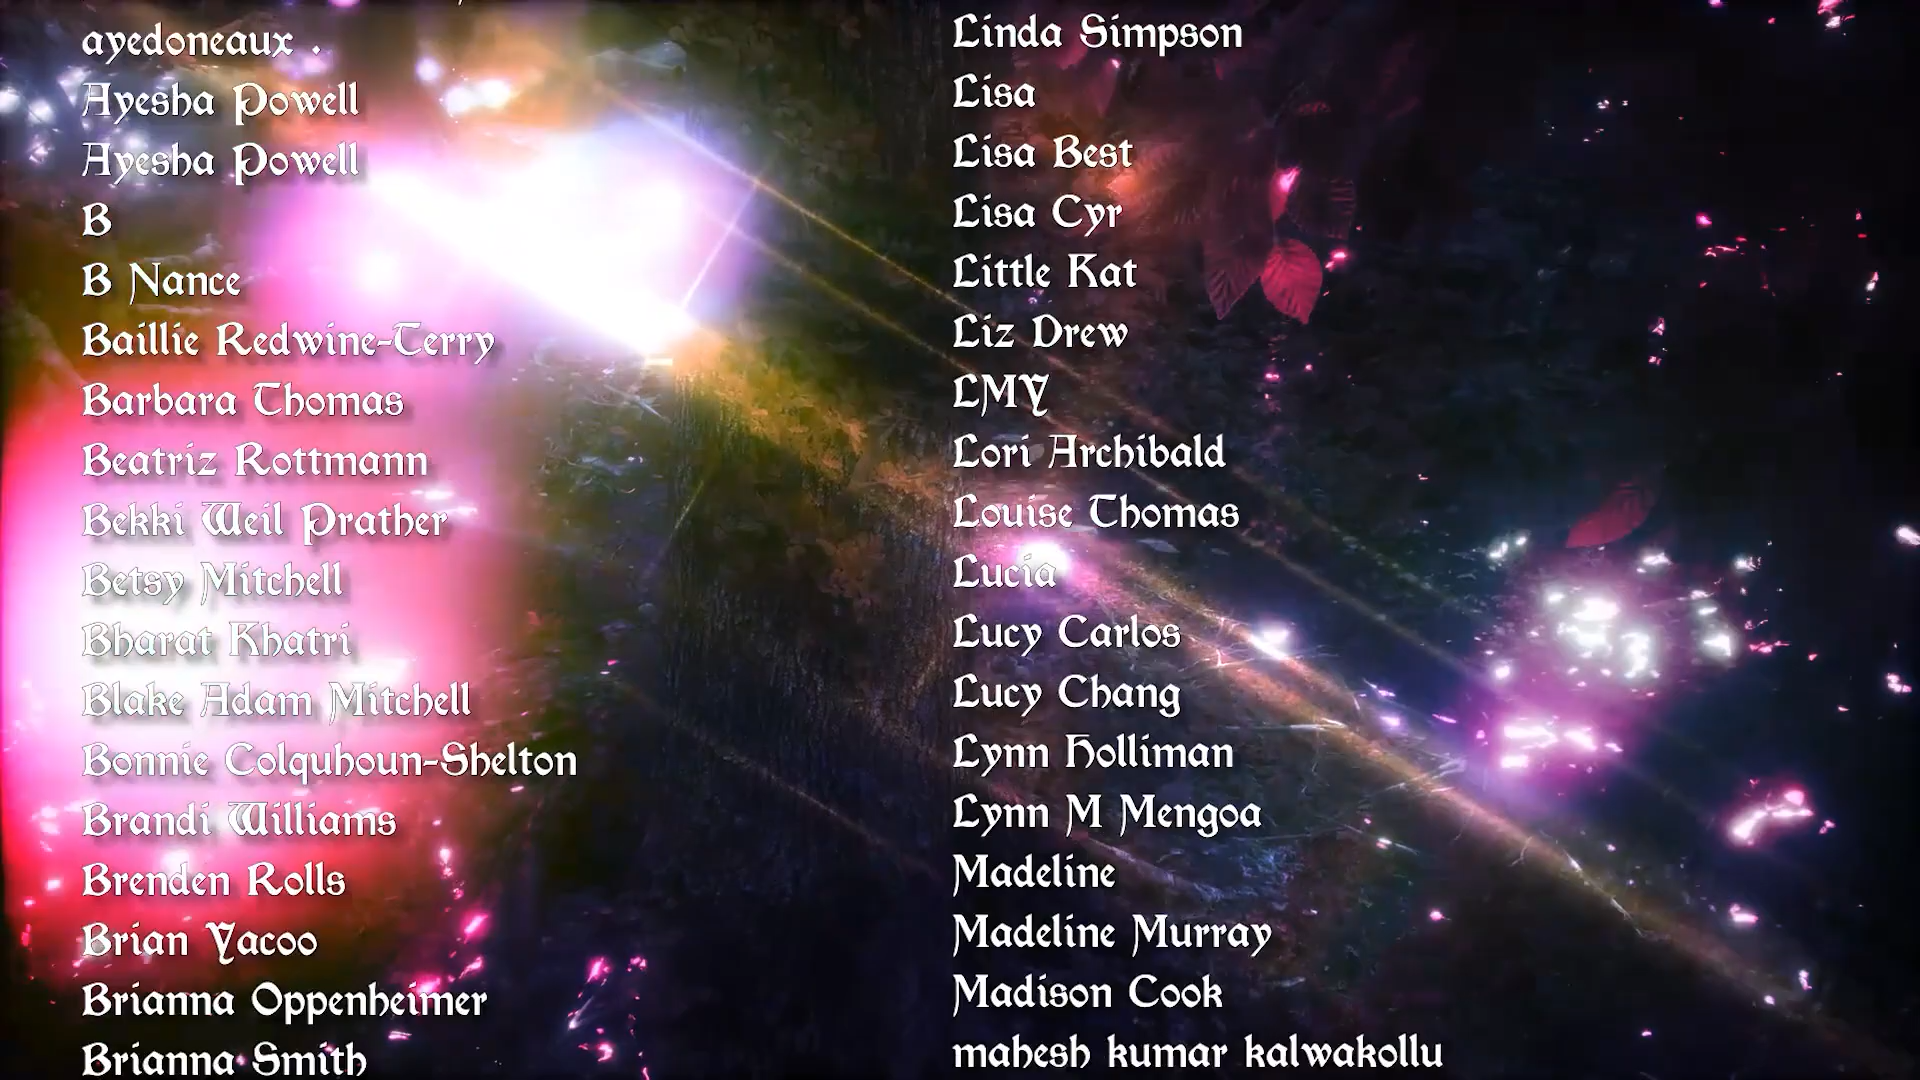 ayedoneaux .
Ayesha Powell
Ayesha Powell
B
B Nance
Baillie Redwine-Terry
Barbara Thomas
Beatriz Rottmann
Bekki Weil Prather
Betsy Mitchell
Bharat Khatri
Blake Adam Mitchell
Bonnie Colquhoun-Shelton
Brandi Williams
Brenden Rolls
Brian Yacoo
Brianna Oppenheimer
Brianna Smith
Linda Simpson
Lisa
Lisa Best
Lisa Cyr
Little Kat
Liz Drew
LMY
Lori Archibald
Louise Thomas
Lucia
Lucy Carlos
Lucy Chang
Lynn Holliman
Lynn M Mengoa
Madeline
Madeline Murray
Madison Cook
mahesh kumar kalwakollu